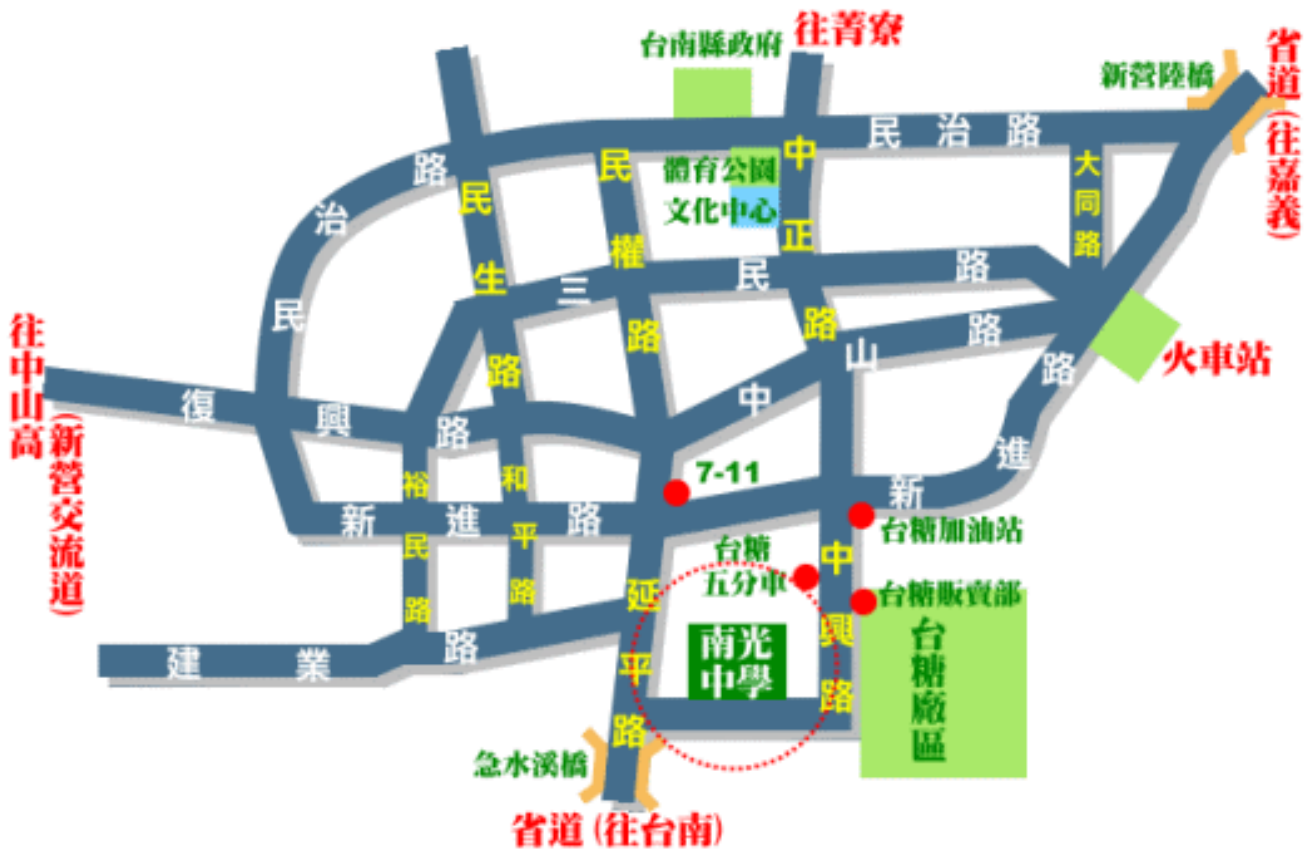 往菁寮
台南縣政府
新營陸橋
省道(往嘉義)
民治路
民治路
民生路
民權路
體育公園
文化中心
中正路
大同路
三民路
中山路
火車站
往中山高
(新營交流道)
復興路
7-11
新進路
新進路
裕民路
和平路
台糖加油站
台糖
五分車
台糖販賣部
中興路
延平路
南光
中學
台糖廠區
建業路
急水溪橋
省道(往台南)